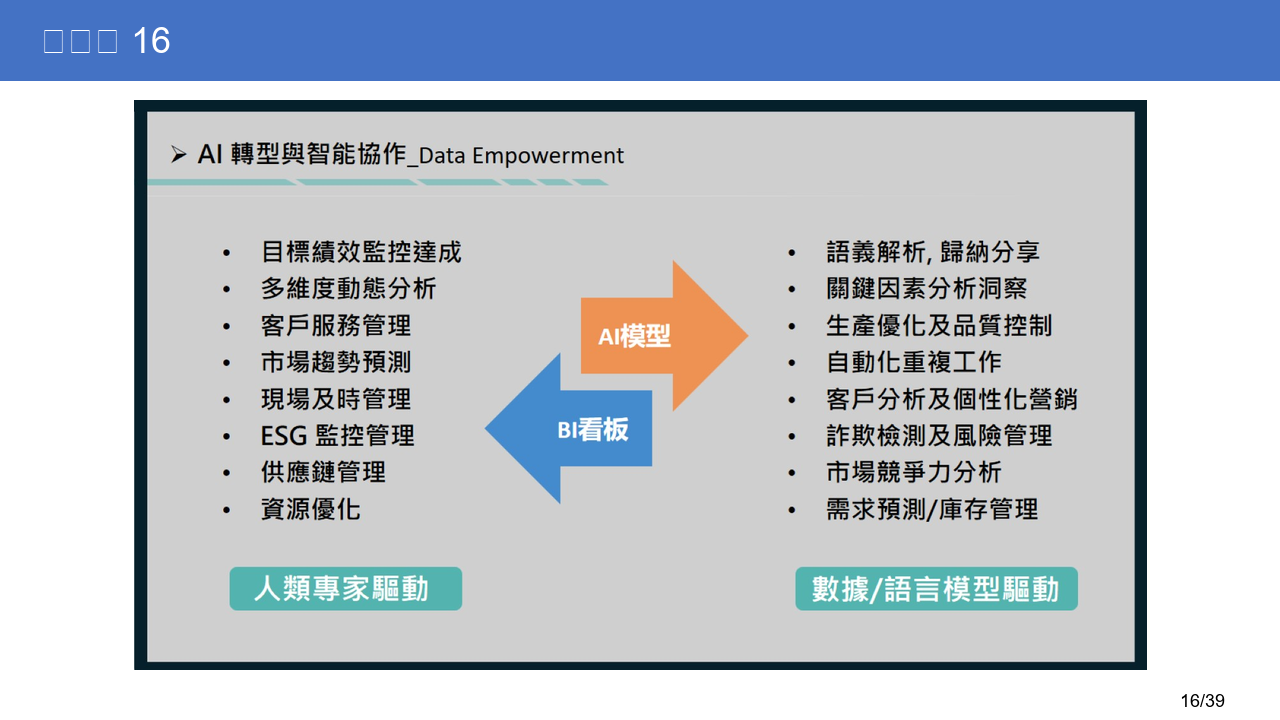 16
AI 轉型與智能協作_Data Empowerment
• 目標績效監控達成
• 多維度動態分析
• 客戶服務管理
• 市場趨勢預測
• 現場及時管理
• ESG 監控管理
• 供應鏈管理
• 資源優化
人類專家驅動
AI模型
BI看板
• 語義解析, 歸納分享
• 關鍵因素分析洞察
• 生產優化及品質控制
• 自動化重複工作
• 客戶分析及個性化營銷
• 詐欺檢測及風險管理
• 市場競爭力分析
• 需求預測/庫存管理
數據/語言模型驅動
16/39